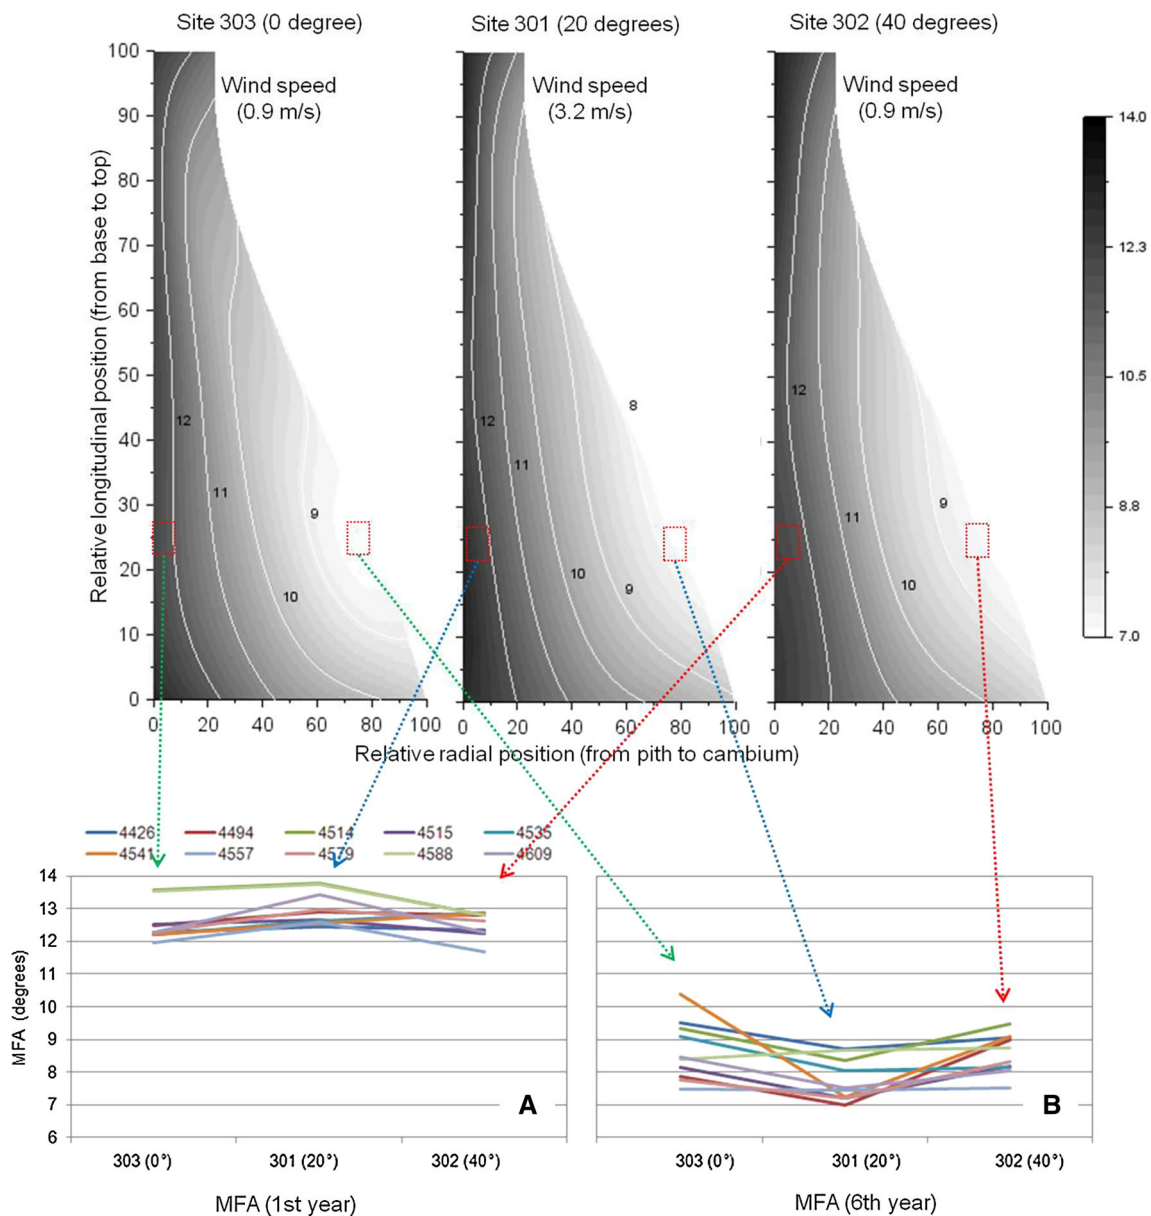 Site 303 (0 degree) Site 301 (20 degrees) Site 302 (40 degrees)
Wind speed
(0.9 m/s)
Wind speed
(3.2 m/s)
Wind speed
(0.9 m/s)
Relative longitudinal position (from base to top)
100
90
80
70
60
50
40
30
20
10
0
12
11
10
9
12
11
10
9
8
12
11
10
9
14.0
12.3
10.5
8.8
7.0
0 20 40 60 80 100
0 20 40 60 80 100
0 20 40 60 80 100
Relative radial position (from pith to cambium)
4426 4494 4514 4515 4535
4541 4557 4579 4588 4609
MFA (degrees)
14
13
12
11
10
9
8
7
6
A
B
303 (0°) 301 (20°) 302 (40°)
303 (0°) 301 (20°) 302 (40°)
MFA (1st year) MFA (6th year)